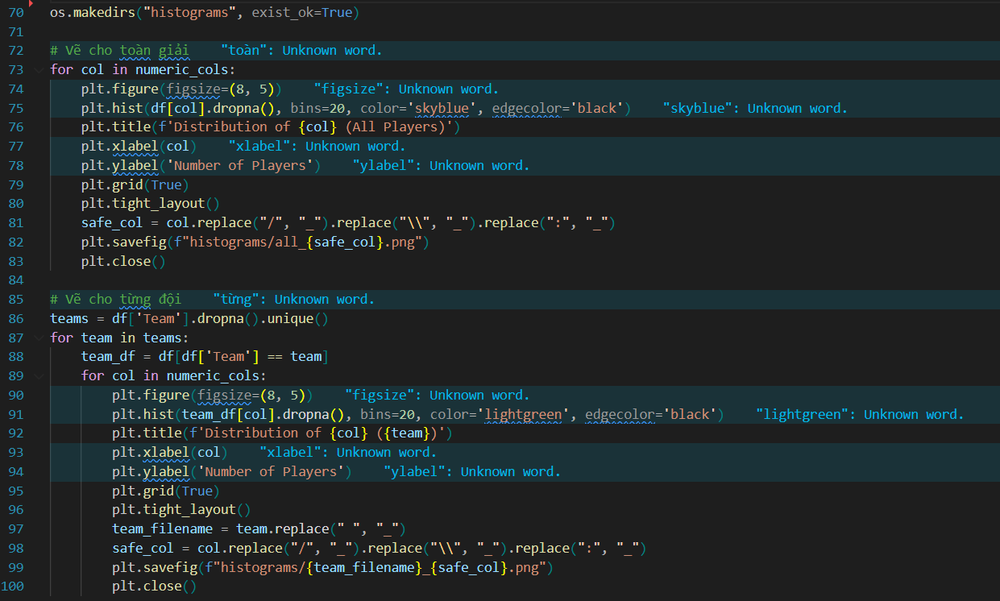 70 os.makedirs("histograms", exist_ok=True)
71
72 # Vẽ cho toàn giải "toàn": Unknown word.
73 for col in numeric_cols:
74 plt.figure(figsize=(8, 5)) "figsize": Unknown word.
75 plt.hist(df[col].dropna(), bins=20, color='skyblue', edgecolor='black') "skyblue": Unknown word.
76 plt.title(f'Distribution of {col} (All Players)')
77 plt.xlabel(col) "xlabel": Unknown word.
78 plt.ylabel('Number of Players') "ylabel": Unknown word.
79 plt.grid(True)
80 plt.tight_layout()
81 safe_col = col.replace("/", "_").replace("\\", "_").replace(":", "_")
82 plt.savefig(f"histograms/all_{safe_col}.png")
83 plt.close()
84
85 # Vẽ cho từng đội "từng": Unknown word.
86 teams = df['Team'].dropna().unique()
87 for team in teams:
88 team_df = df[df['Team'] == team]
89 for col in numeric_cols:
90 plt.figure(figsize=(8, 5)) "figsize": Unknown word.
91 plt.hist(team_df[col].dropna(), bins=20, color='lightgreen', edgecolor='black') "lightgreen": Unknown word.
92 plt.title(f'Distribution of {col} ({team})')
93 plt.xlabel(col) "xlabel": Unknown word.
94 plt.ylabel('Number of Players') "ylabel": Unknown word.
95 plt.grid(True)
96 plt.tight_layout()
97 team_filename = team.replace(" ", "_")
98 safe_col = col.replace("/", "_").replace("\\", "_").replace(":", "_")
99 plt.savefig(f"histograms/{team_filename}_{safe_col}.png")
100 plt.close()